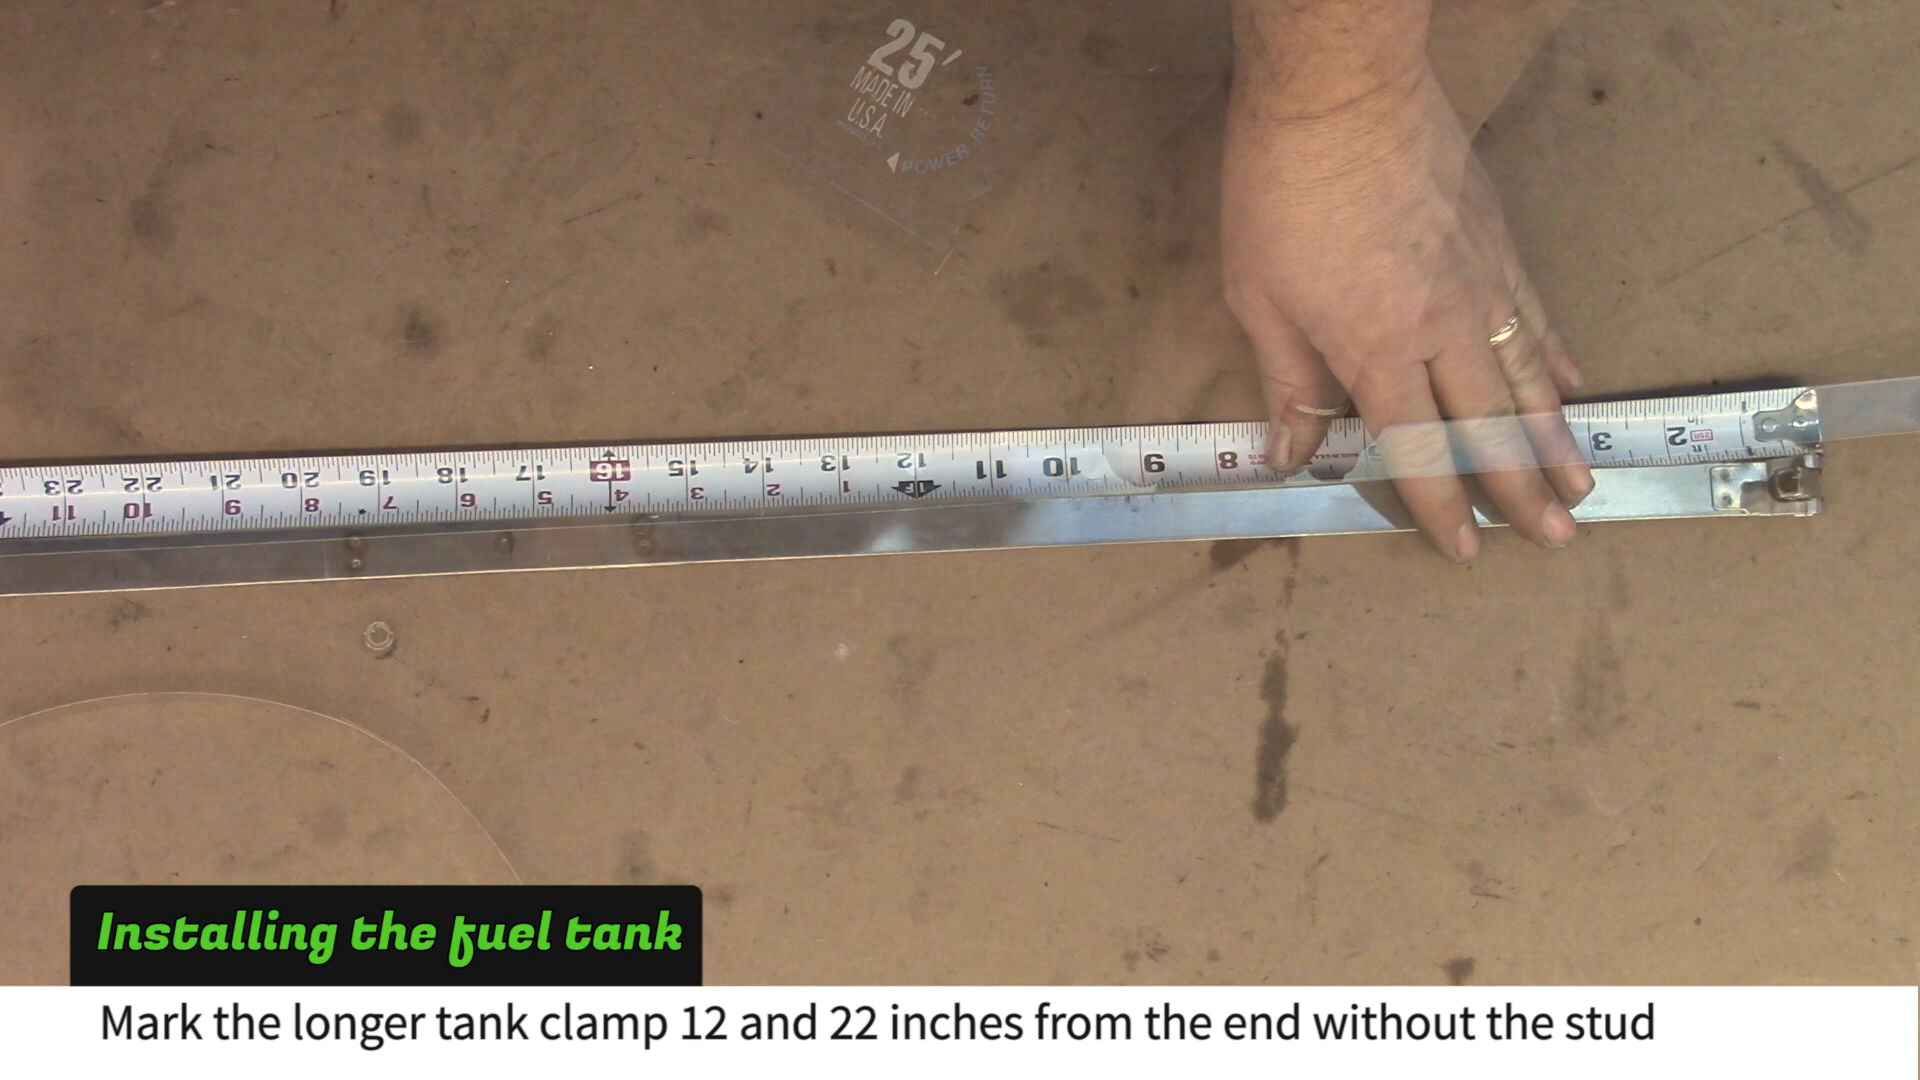 25'
MADE IN
U.S.A.
POWER RETURN
23 22 21 20 19 18 17 16 15 14 13 12 11 10 9 8 3 2 1
11 10 9 8 7 6 5 4 3 2 1 1F
Installing the fuel tank
Mark the longer tank clamp 12 and 22 inches from the end without the stud